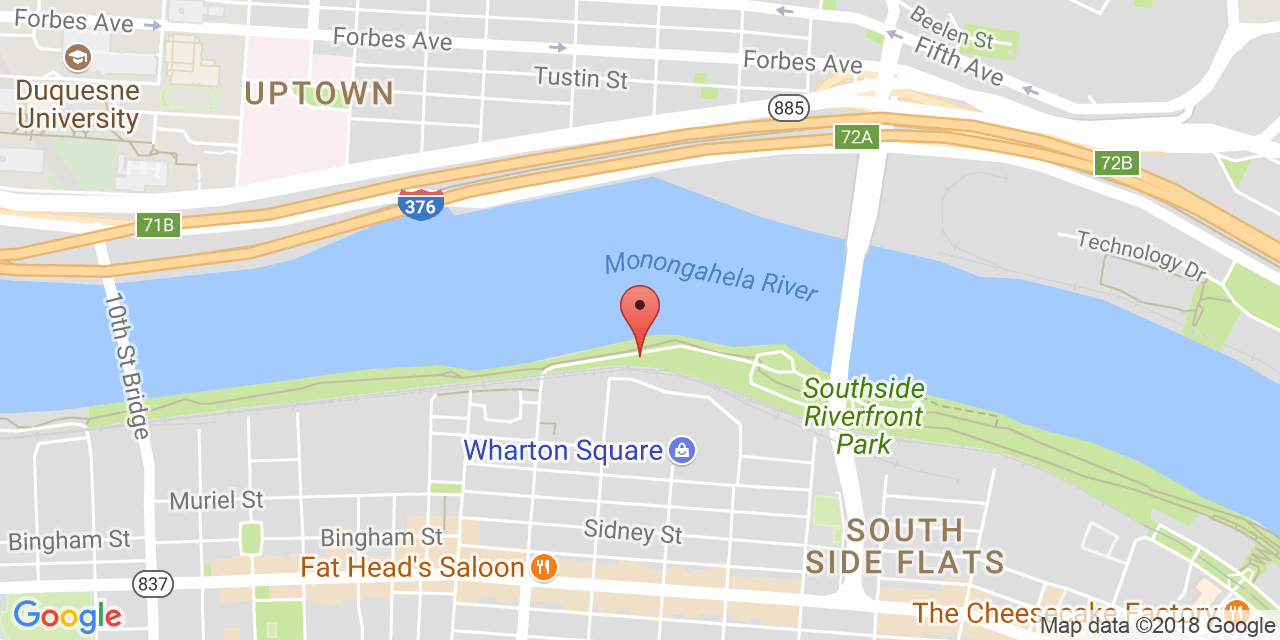 Forbes Ave
Forbes Ave
Forbes Ave
Beelen St
Fifth Ave
Tustin St
Duquesne
University
UPTOWN
885
72A
72B
376
71B
Technology Dr
Monongahela River
10th St Bridge
Southside
Riverfront
Park
Wharton Square
Muriel St
Bingham St
Bingham St
Sidney St
SOUTH
SIDE FLATS
Fat Head's Saloon
837
The Cheesecake Factory
Google
Map data ©2018 Google